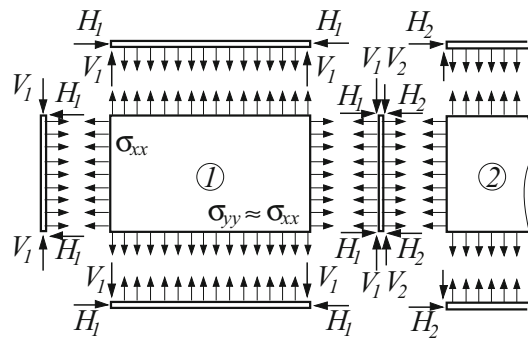 H₁ H₁ H₂
V₁ V₁ V₁ V₂
V₁ H₁ H₁ H₂
σxx
① ②
σyy ≈ σxx
V₁ H₁ H₁ H₂
V₁ V₁ V₁ V₂
H₁ H₁ H₂